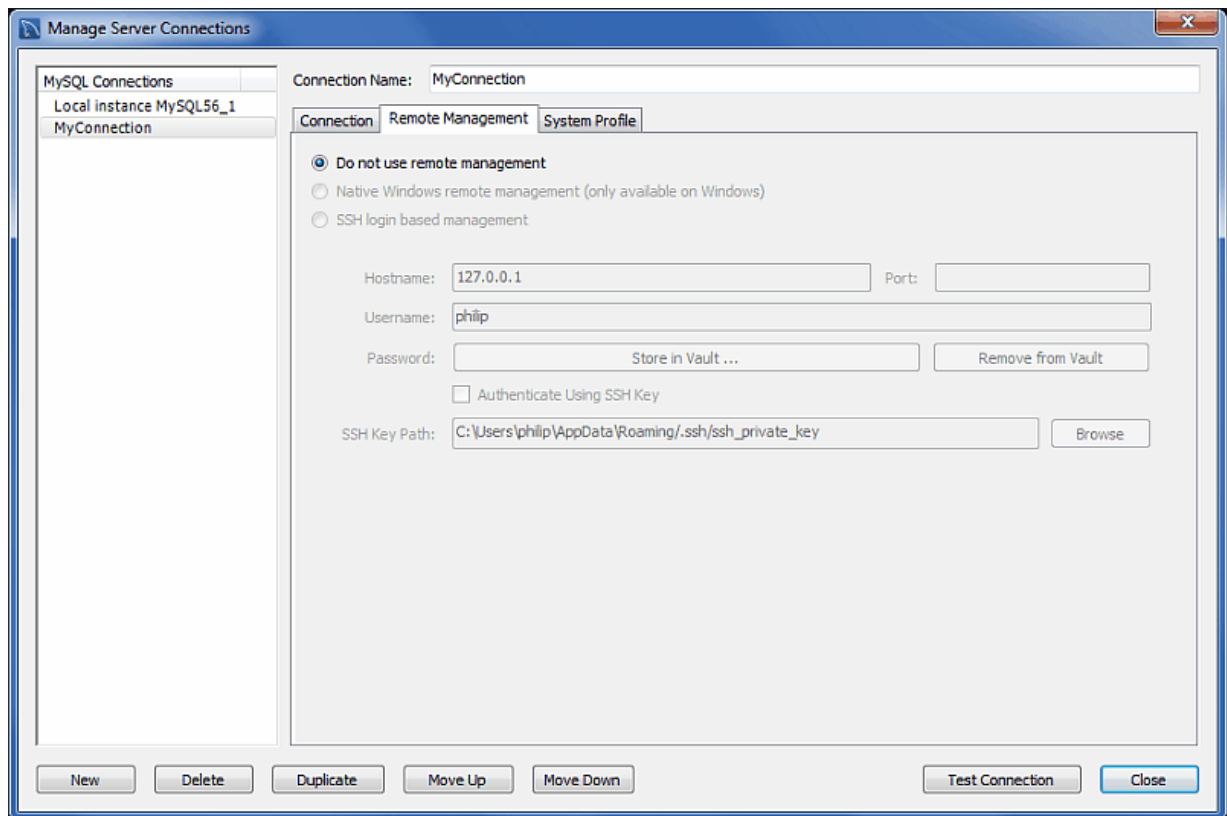 Manage Server Connections
MySQL Connections
Local instance MySQL56_1
MyConnection
Connection Name: MyConnection
Connection Remote Management System Profile
Do not use remote management
Native Windows remote management (only available on Windows)
SSH login based management
Hostname: 127.0.0.1 Port:
Username: philip
Password: Store in Vault ... Remove from Vault
Authenticate Using SSH Key
SSH Key Path: C:\Users\philip\AppData\Roaming/.ssh/ssh_private_key Browse
New Delete Duplicate Move Up Move Down Test Connection Close